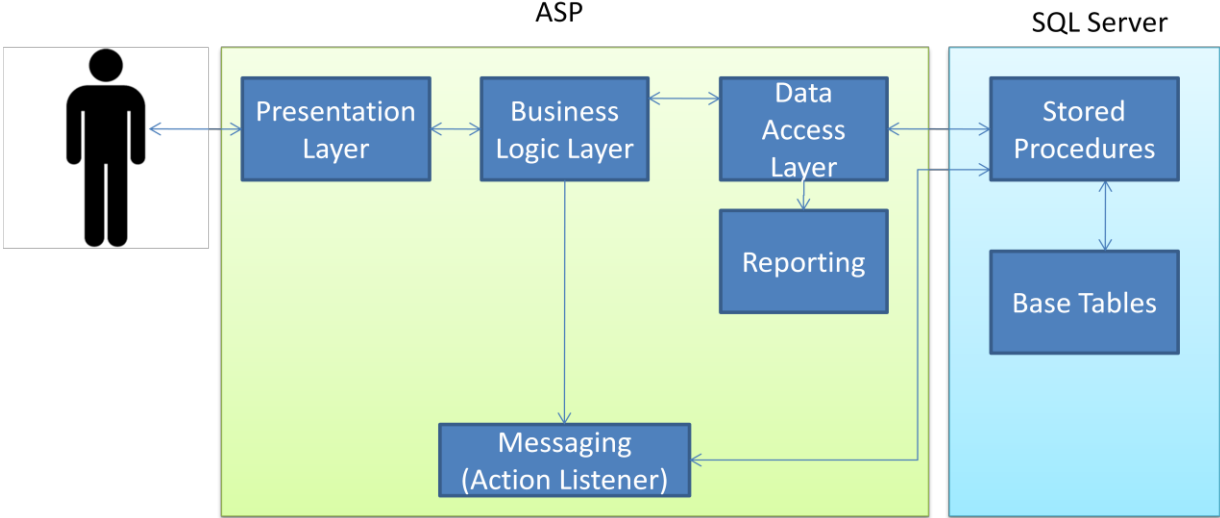 ASP
SQL Server
Presentation
Layer
Business
Logic Layer
Data
Access
Layer
Stored
Procedures
Reporting
Base Tables
Messaging
(Action Listener)